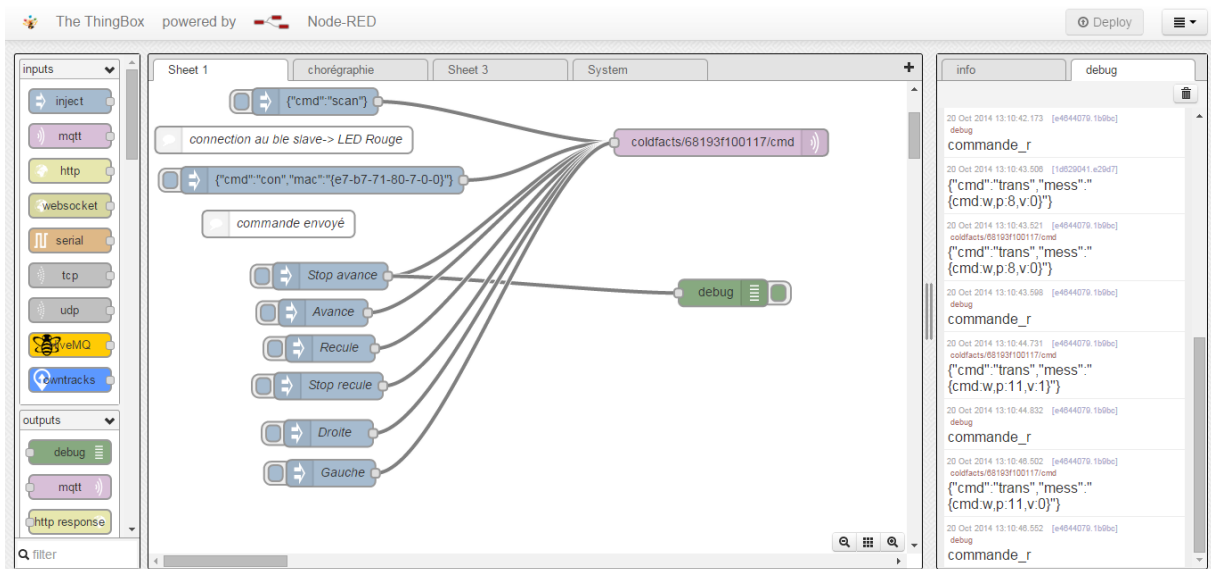 The ThingBox powered by Node-RED
Deploy
inputs
inject
mqtt
http
websocket
serial
tcp
udp
veMQ
owntracks
outputs
debug
mqtt
http response
filter
Sheet 1
chorégraphie
Sheet 3
System
+
{"cmd":"scan"}
connection au ble slave-> LED Rouge
{"cmd":"con","mac":"{e7-b7-71-80-7-0-0}"}
commande envoyé
Stop avance
Avance
Recule
Stop recule
Droite
Gauche
coldfacts/68193f100117/cmd
debug
info
debug
20 Oct 2014 13:10:42.173 [e4644079.1b9bc]
debug
commande_r
20 Oct 2014 13:10:43.506 [1d629041.e29d7]
{"cmd":"trans","mess":"
{cmd:w,p:8,v:0}"}
20 Oct 2014 13:10:43.521 [e4644079.1b9bc]
coldfacts/68193f100117/cmd
{"cmd":"trans","mess":"
{cmd:w,p:8,v:0}"}
20 Oct 2014 13:10:43.598 [e4644079.1b9bc]
debug
commande_r
20 Oct 2014 13:10:44.731 [e4644079.1b9bc]
coldfacts/68193f100117/cmd
{"cmd":"trans","mess":"
{cmd:w,p:11,v:1}"}
20 Oct 2014 13:10:44.832 [e4644079.1b9bc]
debug
commande_r
20 Oct 2014 13:10:46.502 [e4644079.1b9bc]
coldfacts/68193f100117/cmd
{"cmd":"trans","mess":"
{cmd:w,p:11,v:0}"}
20 Oct 2014 13:10:46.552 [e4644079.1b9bc]
debug
commande_r